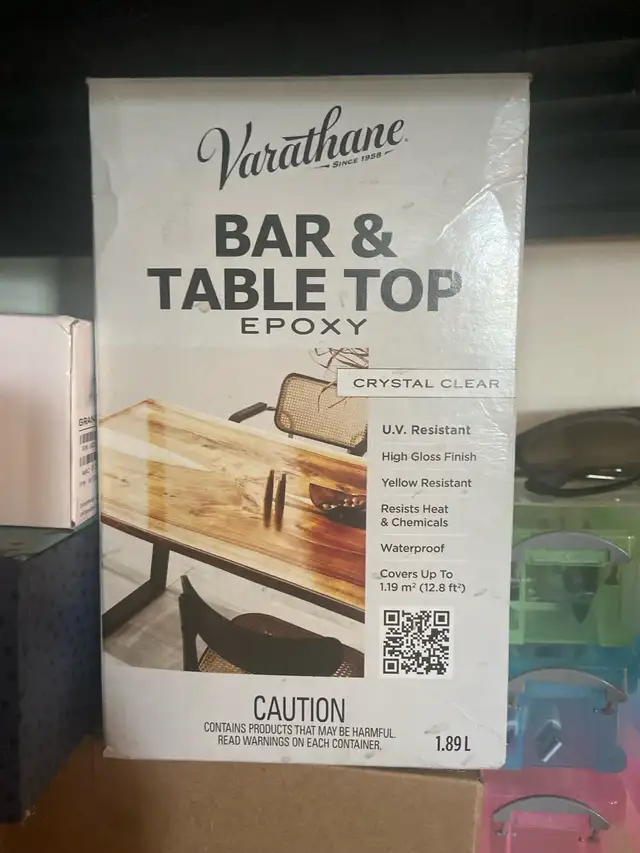 Varathane
SINCE 1958
BAR &
TABLE TOP
EPOXY
CRYSTAL CLEAR
U.V. Resistant
High Gloss Finish
Yellow Resistant
Resists Heat
& Chemicals
Waterproof
Covers Up To
1.19 m² (12.8 ft²)
CAUTION
CONTAINS PRODUCTS THAT MAY BE HARMFUL.
READ WARNINGS ON EACH CONTAINER.
1.89 L